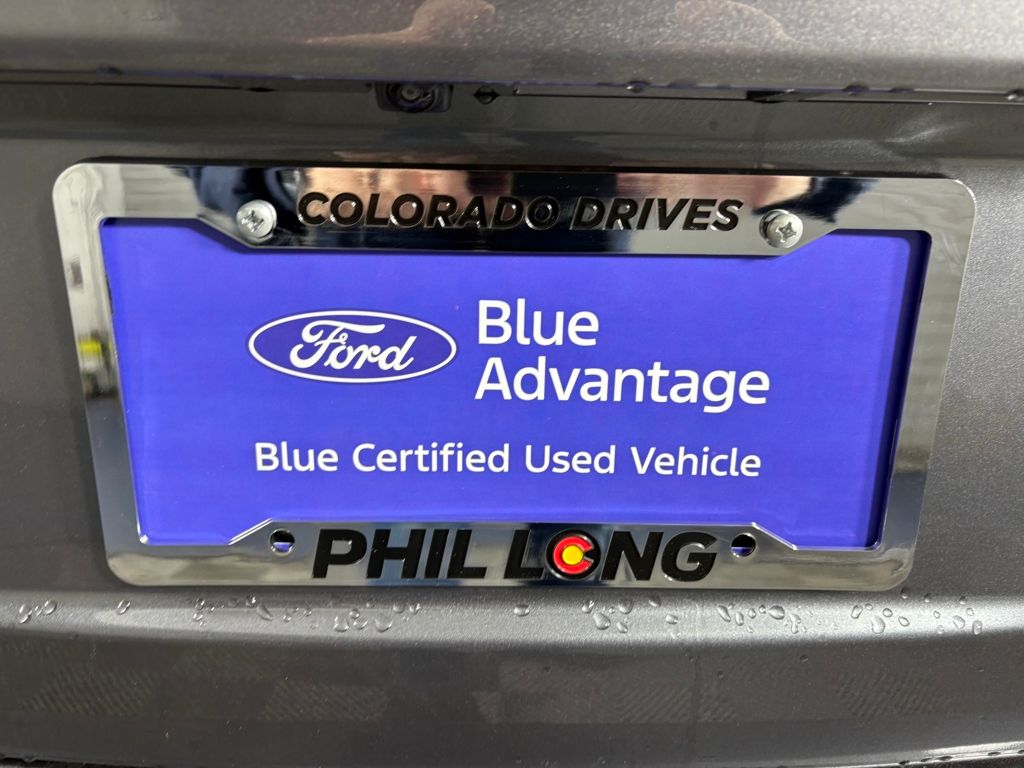 COLORADO DRIVES
Ford
Blue
Advantage
Blue Certified Used Vehicle
PHIL LONG